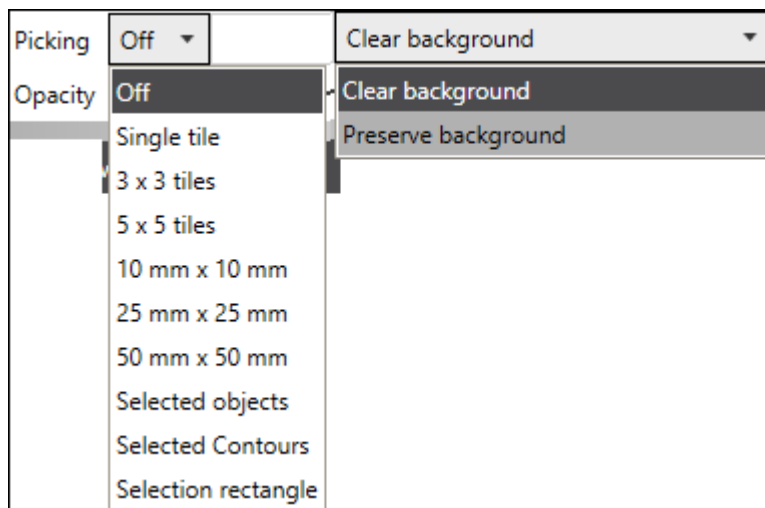 Picking Off Clear background
Opacity Off Clear background
Single tile Preserve background
3 x 3 tiles
5 x 5 tiles
10 mm x 10 mm
25 mm x 25 mm
50 mm x 50 mm
Selected objects
Selected Contours
Selection rectangle